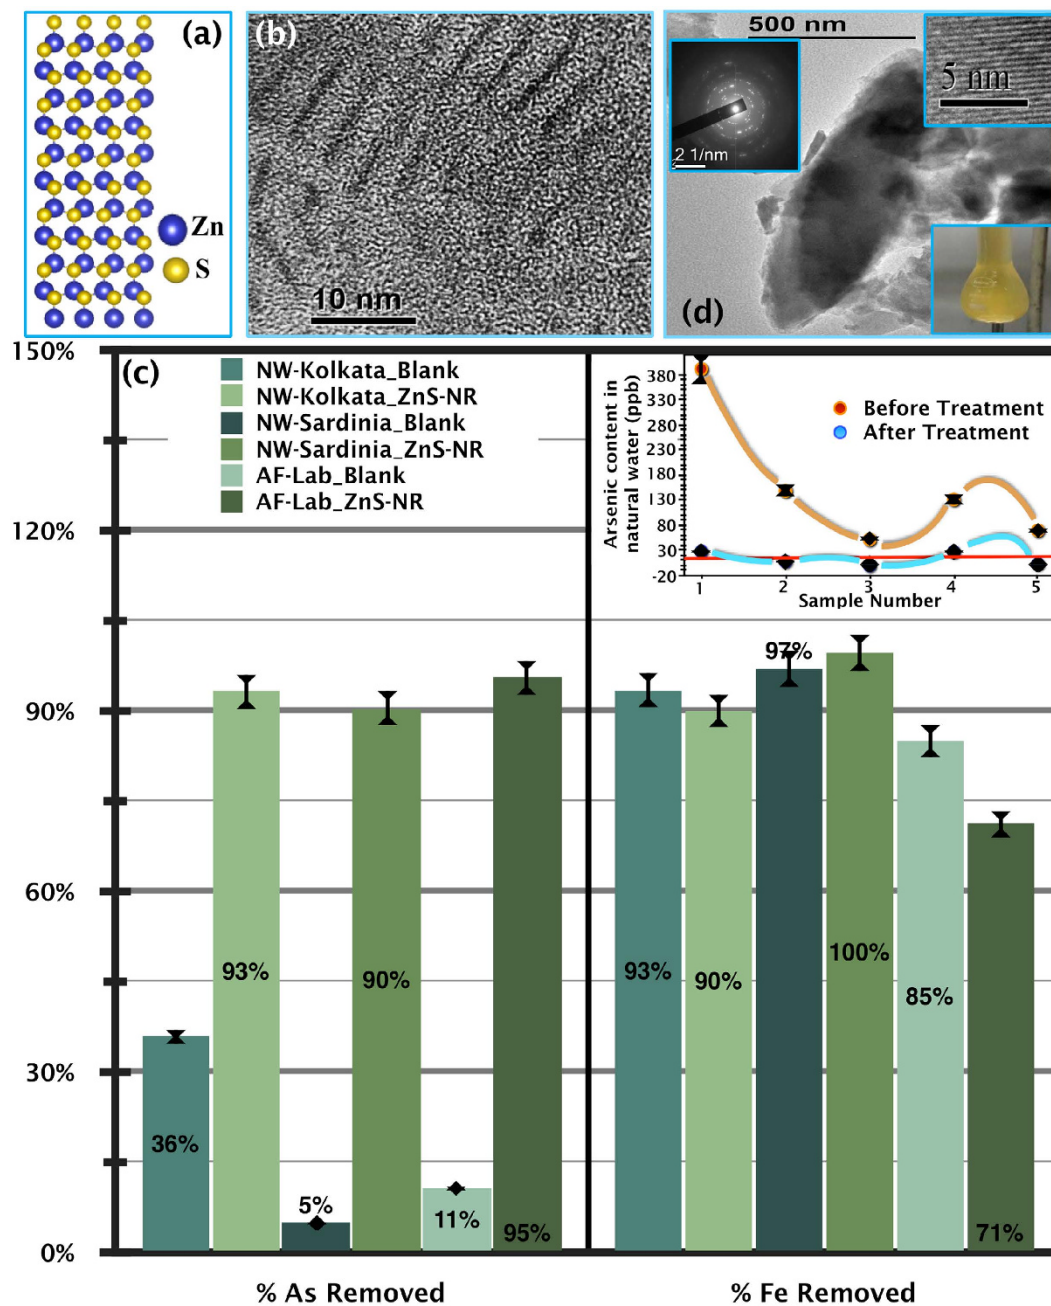 (a)
Zn
S
(b)
10 nm
500 nm
2 1/nm
5 nm
(d)
(c)
150%
120%
90%
60%
30%
0%
NW-Kolkata_Blank
NW-Kolkata_ZnS-NR
NW-Sardinia_Blank
NW-Sardinia_ZnS-NR
AF-Lab_Blank
AF-Lab_ZnS-NR
Arsenic content in
natural water (ppb)
380
330
280
230
180
130
80
30
-20
Before Treatment
After Treatment
1
2
3
4
5
Sample Number
36%
93%
5%
90%
11%
95%
93%
90%
97%
100%
85%
71%
% As Removed
% Fe Removed